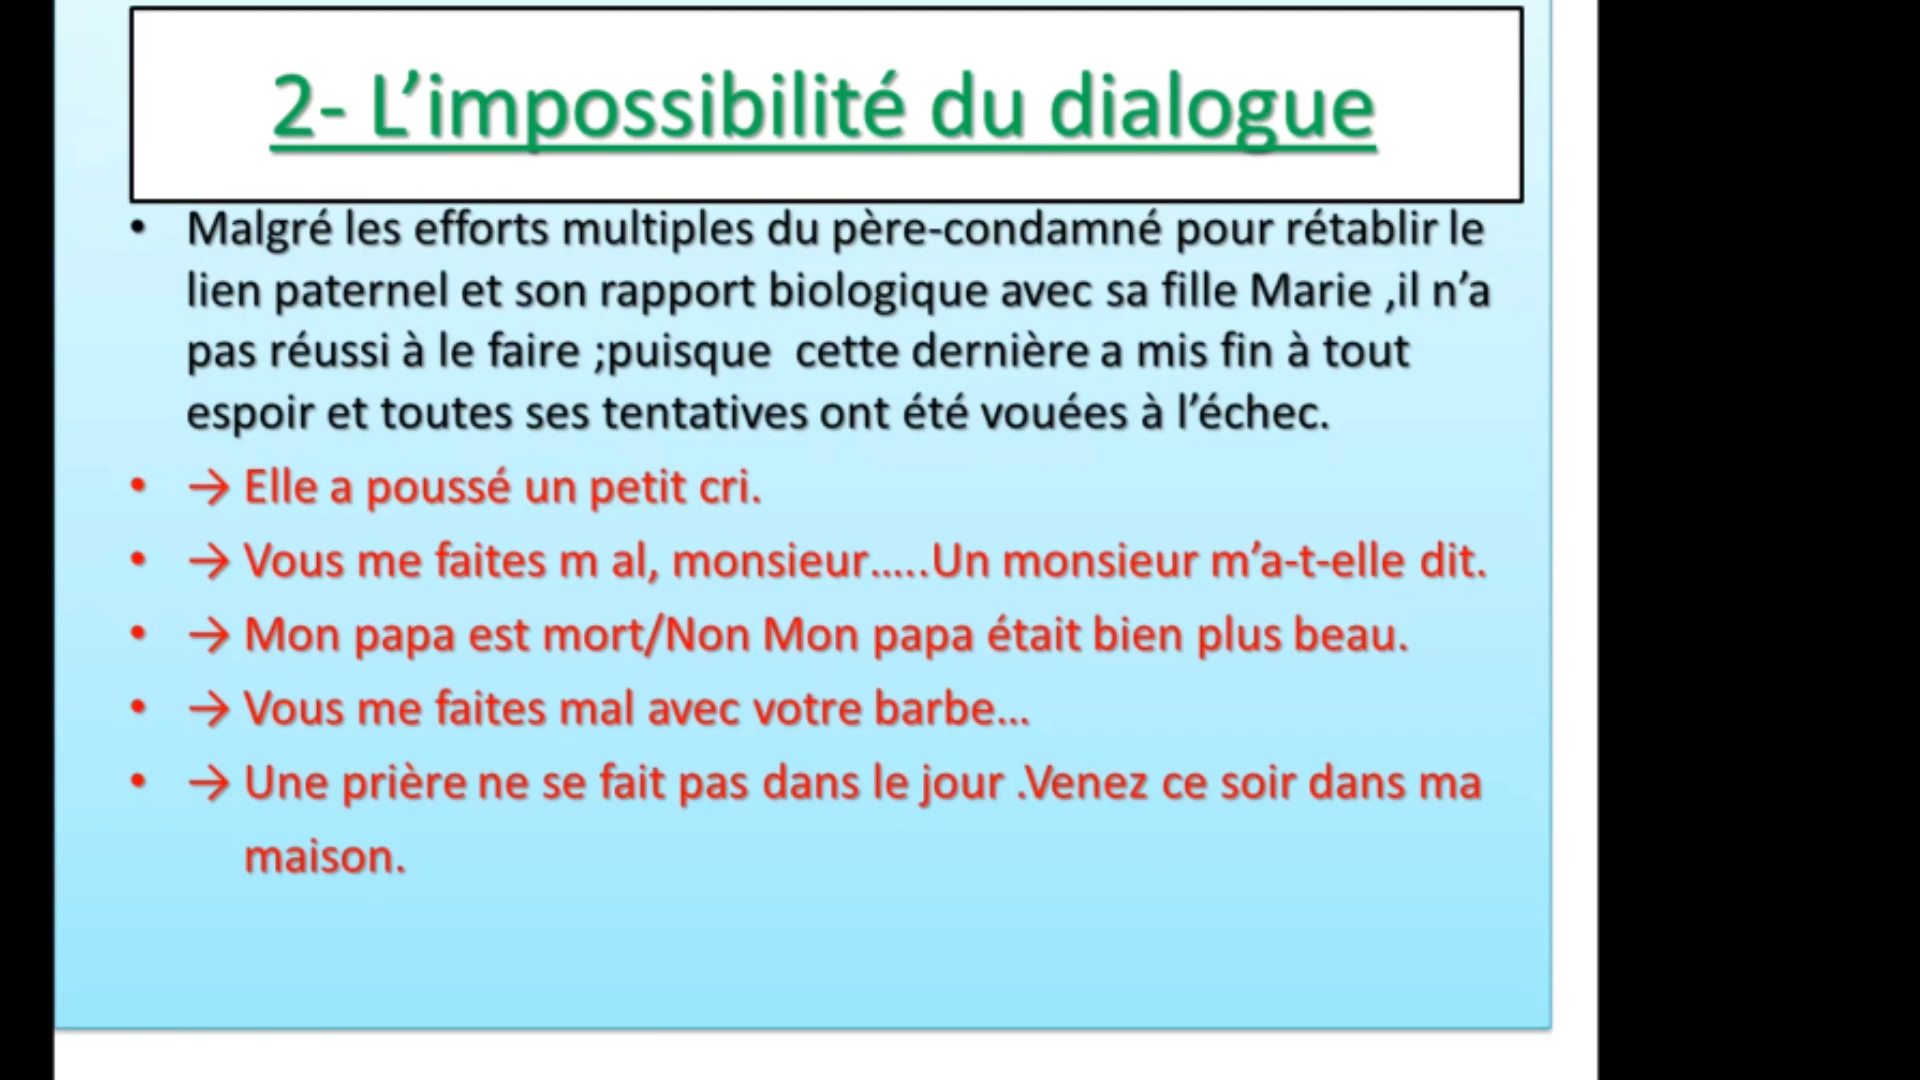 2- L’impossibilité du dialogue
• Malgré les efforts multiples du père-condamné pour rétablir le
lien paternel et son rapport biologique avec sa fille Marie ,il n’a
pas réussi à le faire ;puisque  cette dernière a mis fin à tout
espoir et toutes ses tentatives ont été vouées à l’échec.
• → Elle a poussé un petit cri.
• → Vous me faites m al, monsieur…..Un monsieur m’a-t-elle dit.
• → Mon papa est mort/Non Mon papa était bien plus beau.
• → Vous me faites mal avec votre barbe…
• → Une prière ne se fait pas dans le jour .Venez ce soir dans ma
maison.